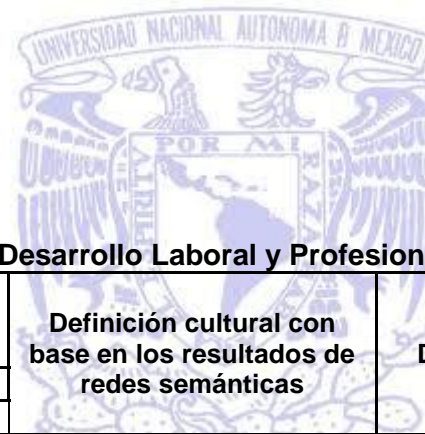 UNIVERSIDAD NACIONAL AUTONOMA D MEXICO
POR MI RAZA
Desarrollo Laboral y Profesion
Definición cultural con
base en los resultados de
redes semánticas
D